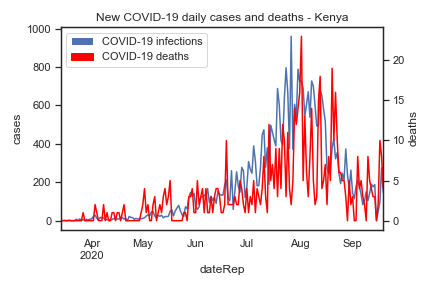 New COVID-19 daily cases and deaths - Kenya
COVID-19 infections
COVID-19 deaths
1000
800
600
400
200
0
cases
20
15
10
5
0
deaths
Apr
2020
May
Jun
Jul
Aug
Sep
dateRep